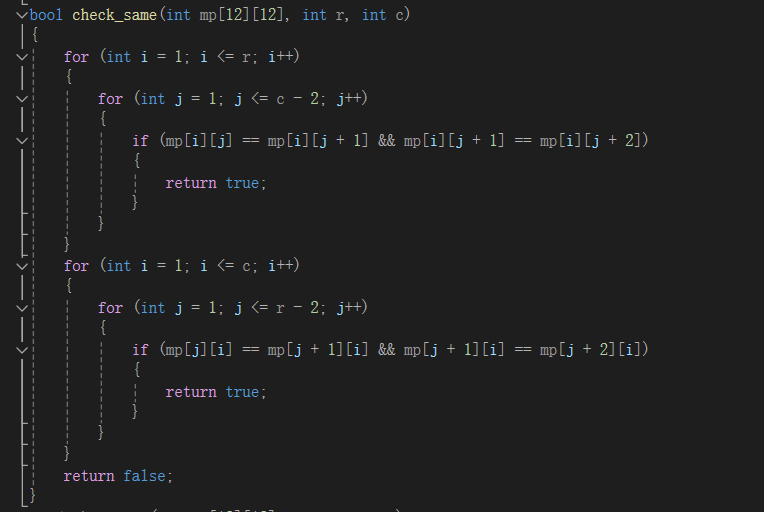 bool check_same(int mp[12][12], int r, int c)
{
for (int i = 1; i <= r; i++)
{
for (int j = 1; j <= c - 2; j++)
{
if (mp[i][j] == mp[i][j + 1] && mp[i][j + 1] == mp[i][j + 2])
{
return true;
}
}
}
for (int i = 1; i <= c; i++)
{
for (int j = 1; j <= r - 2; j++)
{
if (mp[j][i] == mp[j + 1][i] && mp[j + 1][i] == mp[j + 2][i])
{
return true;
}
}
}
return false;
}